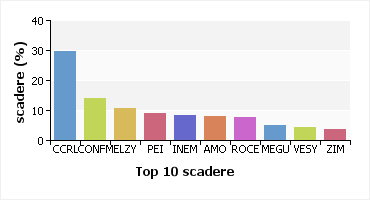 40
30
20
10
0
scadere (%)
CCRL CONF MELZY PEI INEM AMO ROCE MEGU VESY ZIM
Top 10 scadere